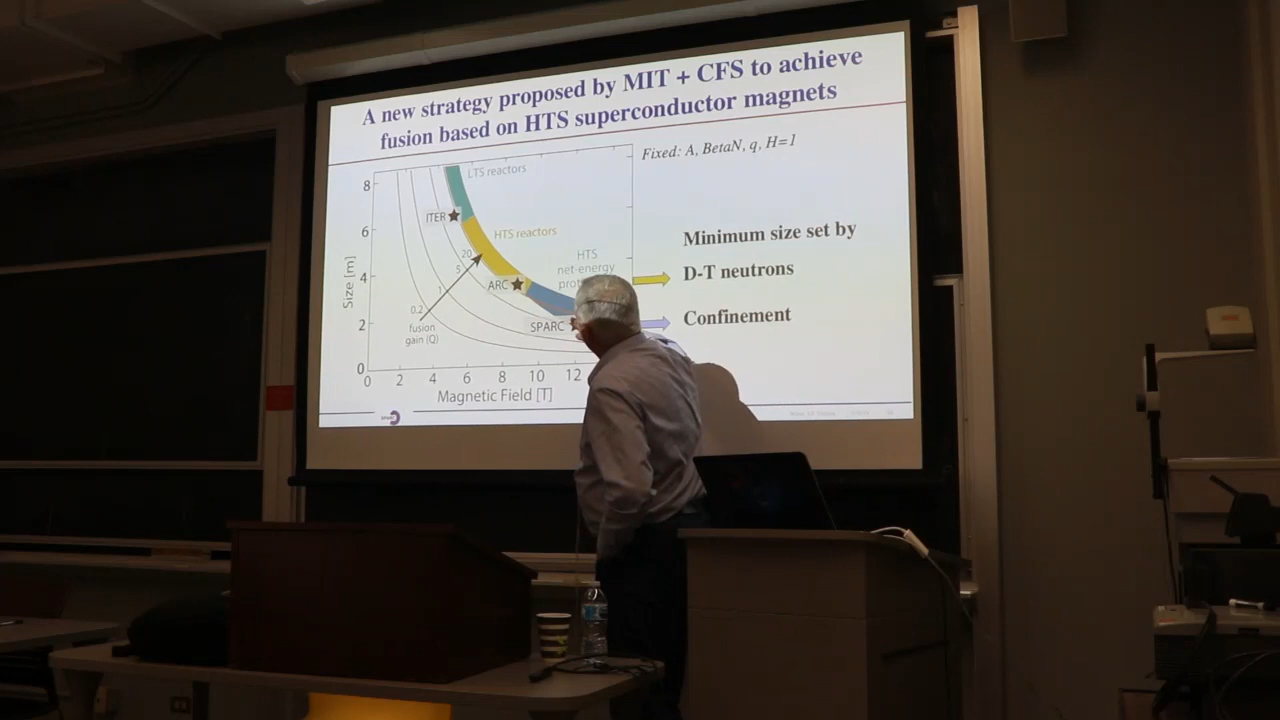 A new strategy proposed by MIT + CFS to achieve
fusion based on HTS superconductor magnets
Fixed: A, BetaN, q, H=1
8
LTS reactors
ITER
6
HTS reactors
Minimum size set by
20
HTS
net-energy
5
D-T neutrons
4
ARC
1
0.2
Confinement
2
fusion
gain (Q)
SPARC
0
Size [m]
0 2 4 6 8 10 12
Magnetic Field [T]